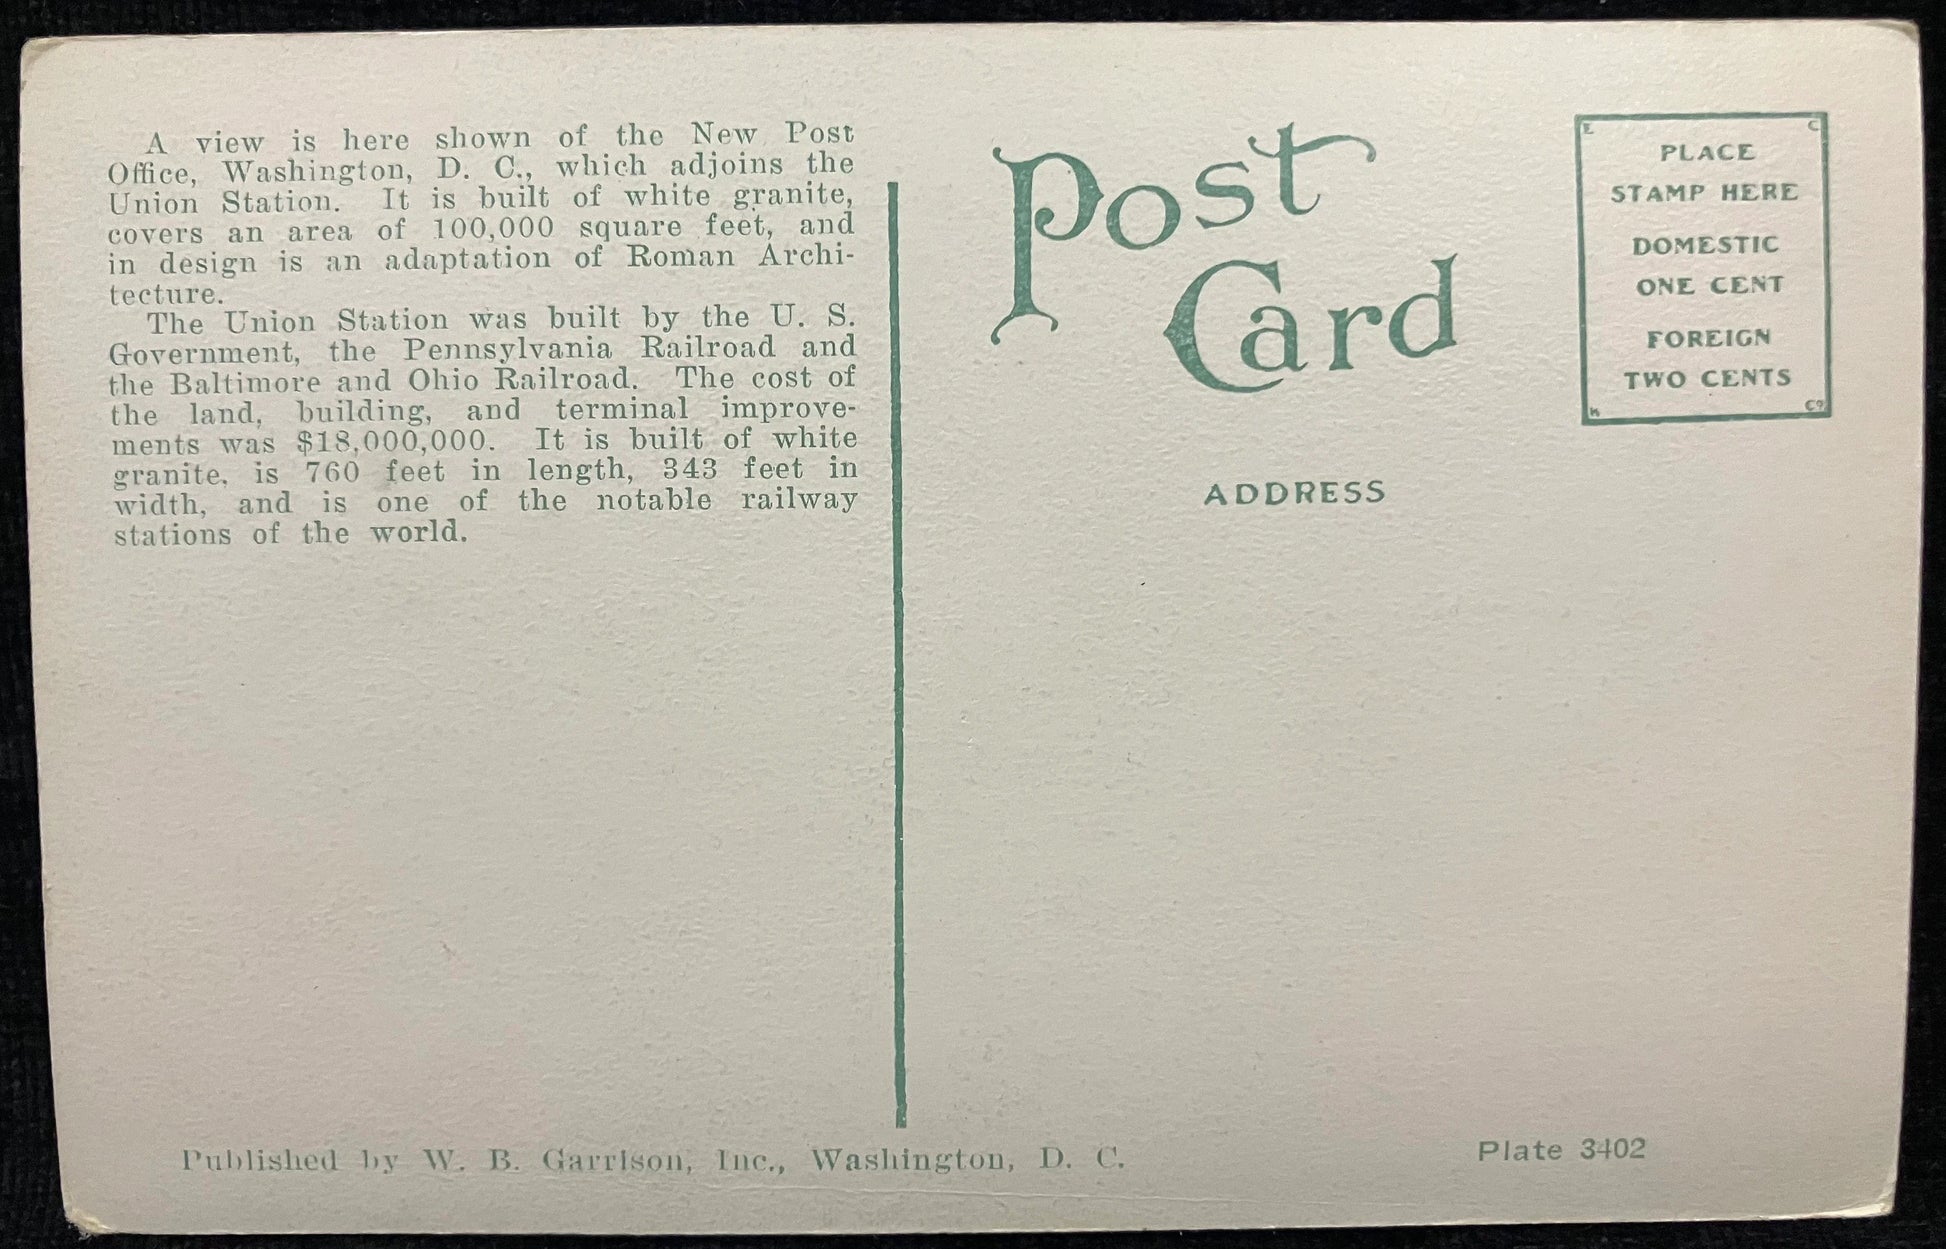 A view is here shown of the New Post
Office, Washington, D. C., which adjoins the
Union Station. It is built of white granite,
covers an area of 100,000 square feet, and
in design is an adaptation of Roman Archi-
tecture.
The Union Station was built by the U. S.
Government, the Pennsylvania Railroad and
the Baltimore and Ohio Railroad. The cost of
the land, building, and terminal improve-
ments was $18,000,000. It is built of white
granite, is 760 feet in length, 343 feet in
width, and is one of the notable railway
stations of the world.
Post
Card
ADDRESS
E C
PLACE
STAMP HERE
DOMESTIC
ONE CENT
FOREIGN
TWO CENTS
K Co
Published by W. B. Garrison, Inc., Washington, D. C.
Plate 3402